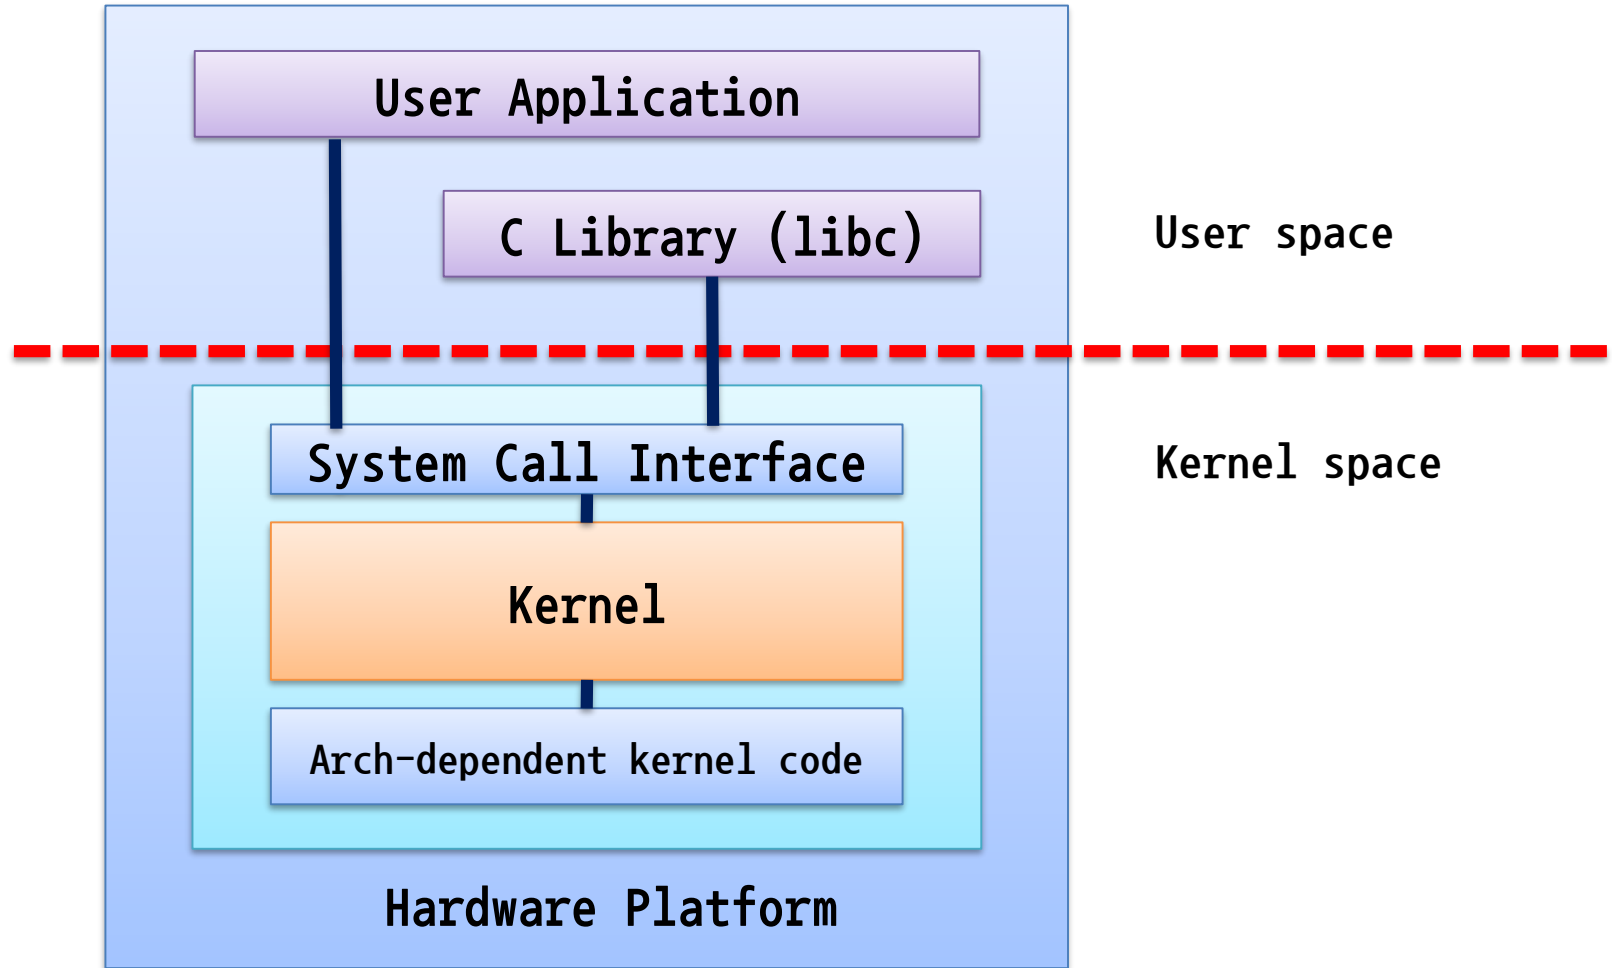 User Application
C Library (libc)
User space
System Call Interface
Kernel space
Kernel
Arch-dependent kernel code
Hardware Platform